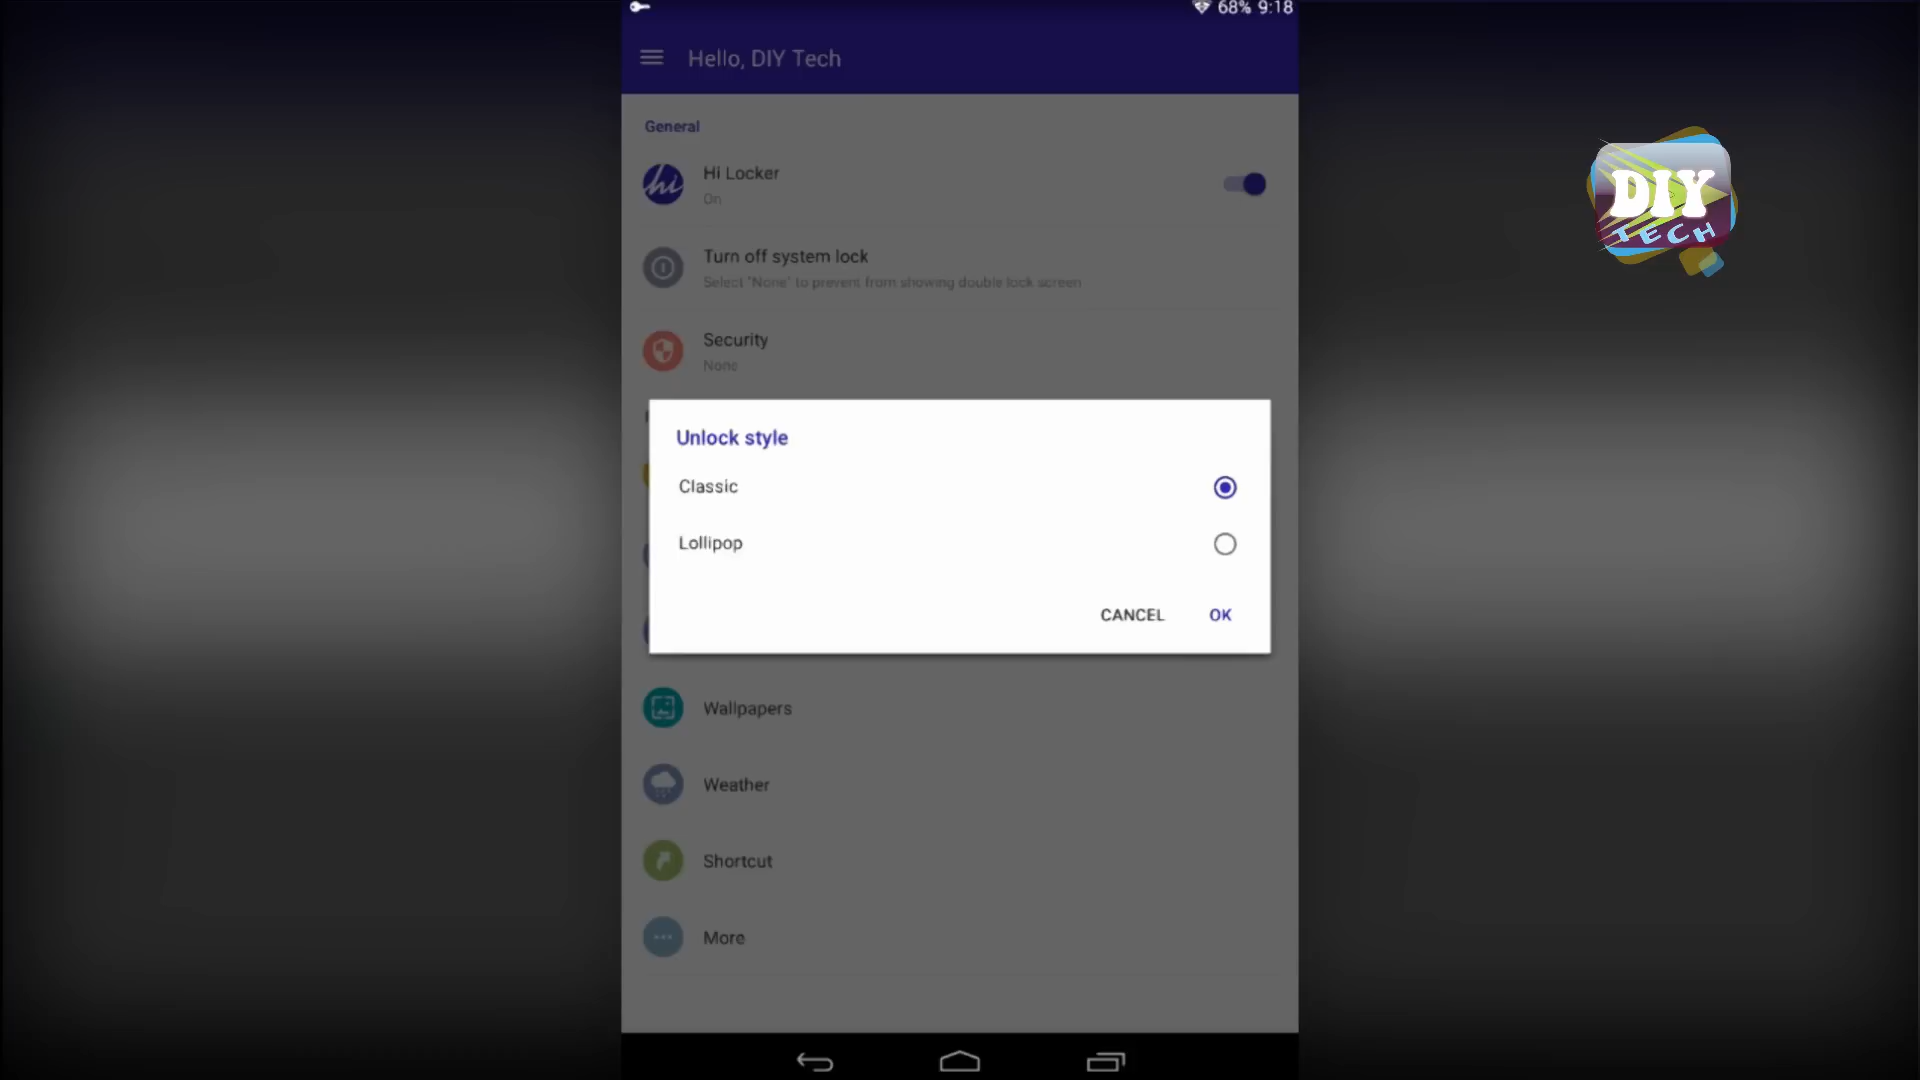 68% 9:18
Hello, DIY Tech
General
Hi Locker
On
Turn off system lock
Select "None" to prevent from showing double lock screen
Security
None
Unlock style
Classic
Lollipop
CANCEL OK
Wallpapers
Weather
Shortcut
More
hi
DIY
TECH